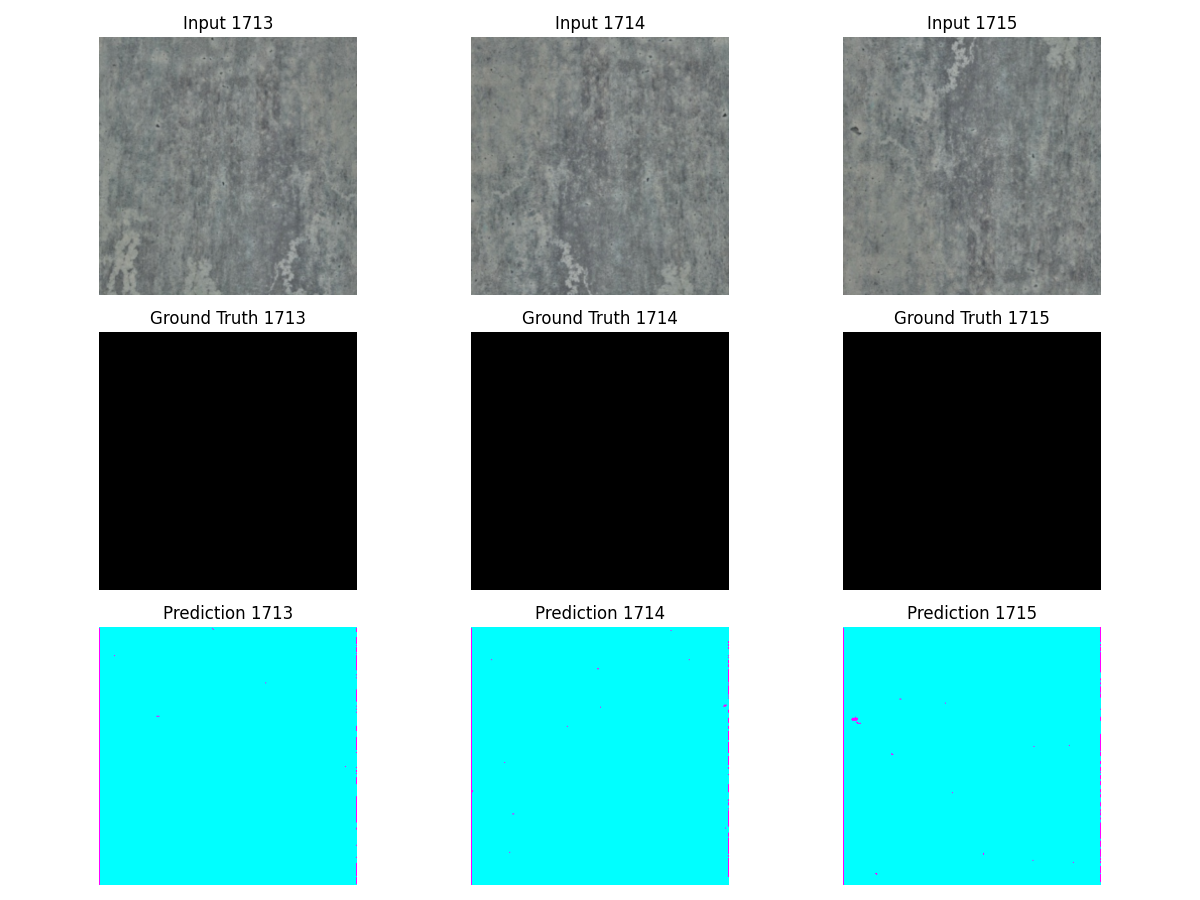 Input 1713
Input 1714
Input 1715
Ground Truth 1713
Ground Truth 1714
Ground Truth 1715
Prediction 1713
Prediction 1714
Prediction 1715